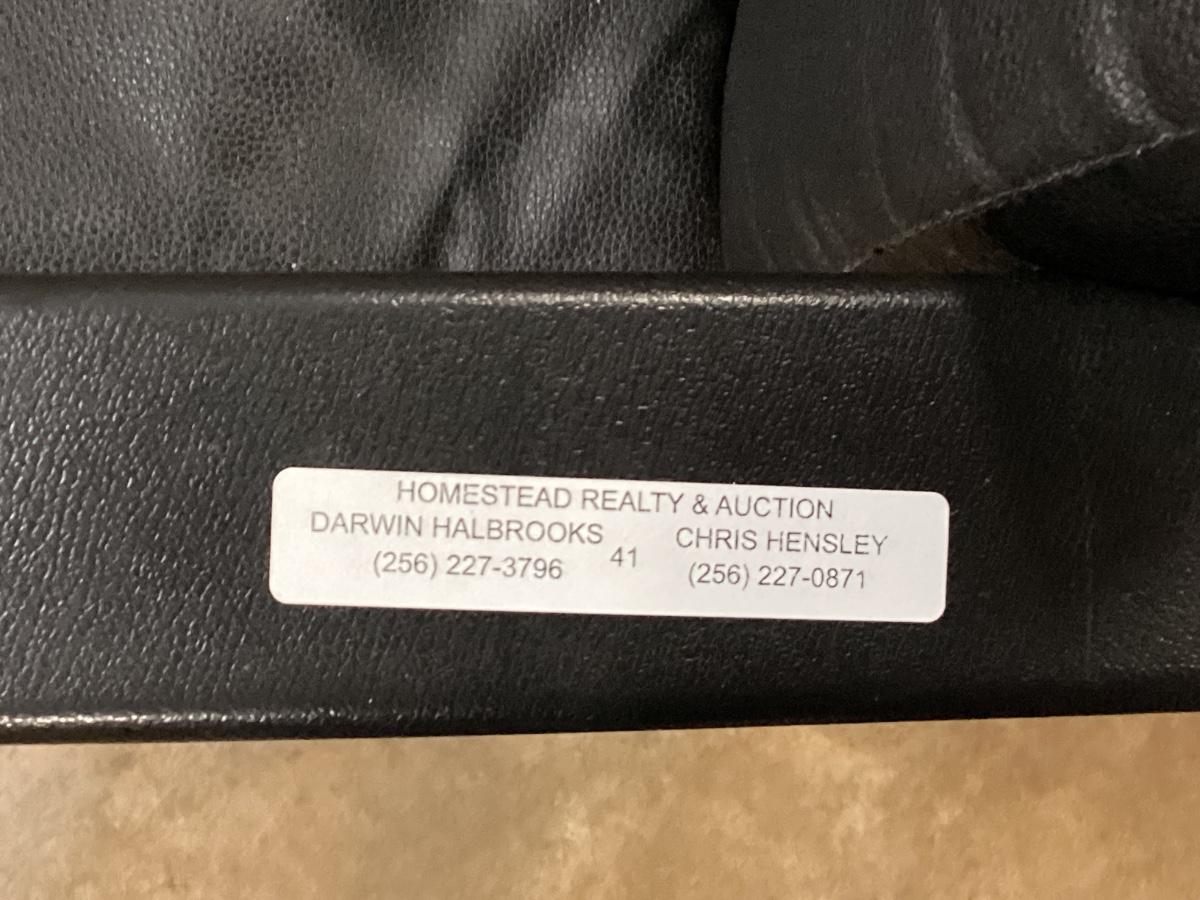 HOMESTEAD REALTY & AUCTION
DARWIN HALBROOKS CHRIS HENSLEY
(256) 227-3796 41 (256) 227-0871